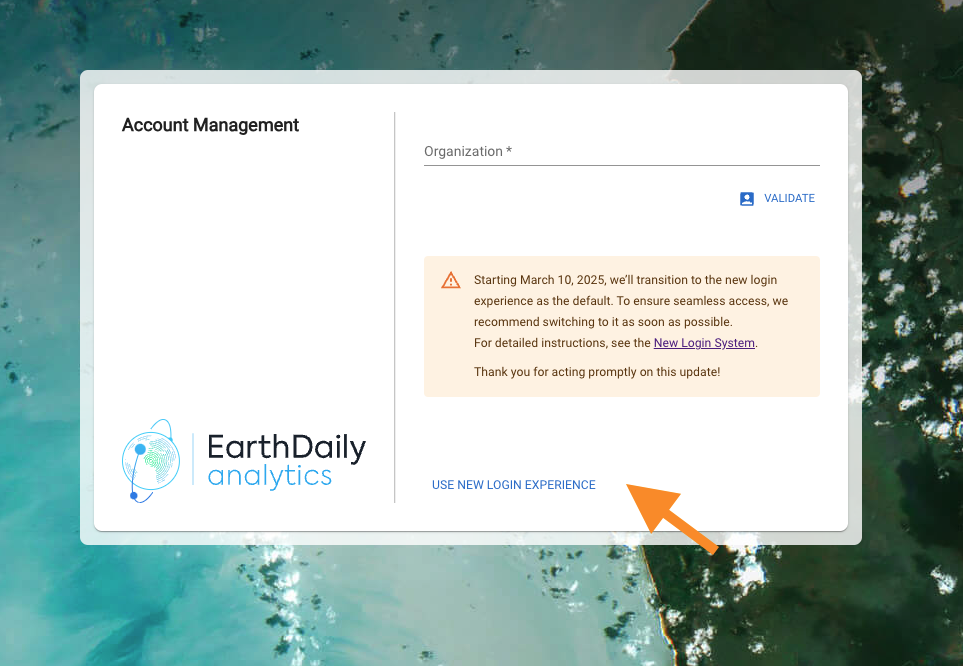 Account Management
Organization *
VALIDATE
Starting March 10, 2025, we’ll transition to the new login
experience as the default. To ensure seamless access, we
recommend switching to it as soon as possible.
For detailed instructions, see the New Login System.
Thank you for acting promptly on this update!
EarthDaily
analytics
USE NEW LOGIN EXPERIENCE